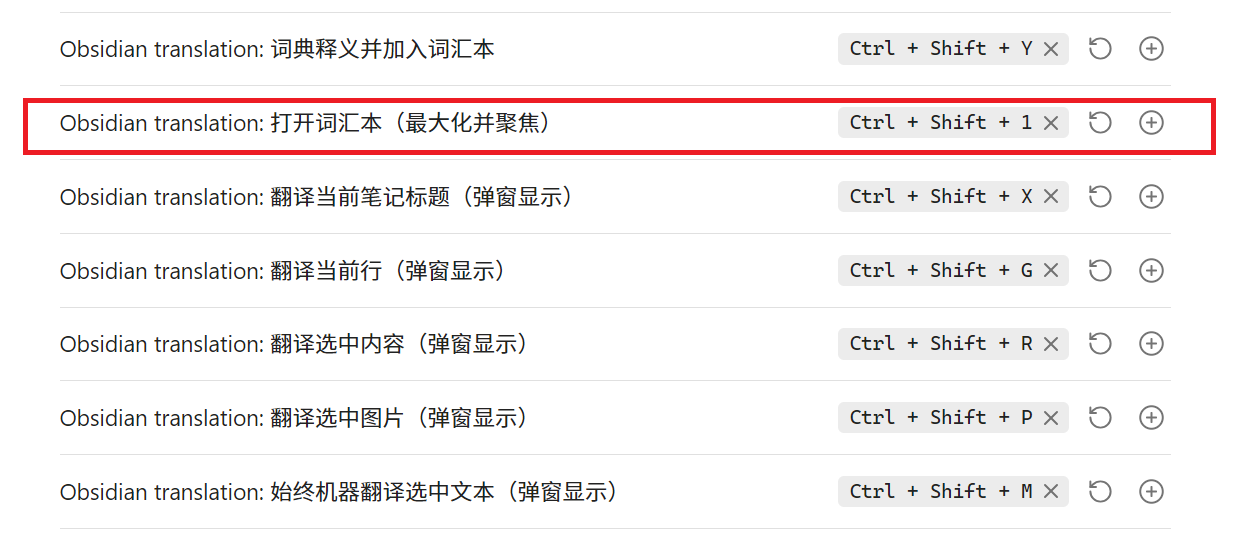 Obsidian translation: 词典释义并加入词汇本 Ctrl + Shift + Y
Obsidian translation: 打开词汇本（最大化并聚焦） Ctrl + Shift + 1
Obsidian translation: 翻译当前笔记标题（弹窗显示） Ctrl + Shift + X
Obsidian translation: 翻译当前行（弹窗显示） Ctrl + Shift + G
Obsidian translation: 翻译选中内容（弹窗显示） Ctrl + Shift + R
Obsidian translation: 翻译选中图片（弹窗显示） Ctrl + Shift + P
Obsidian translation: 始终机器翻译选中文本（弹窗显示） Ctrl + Shift + M